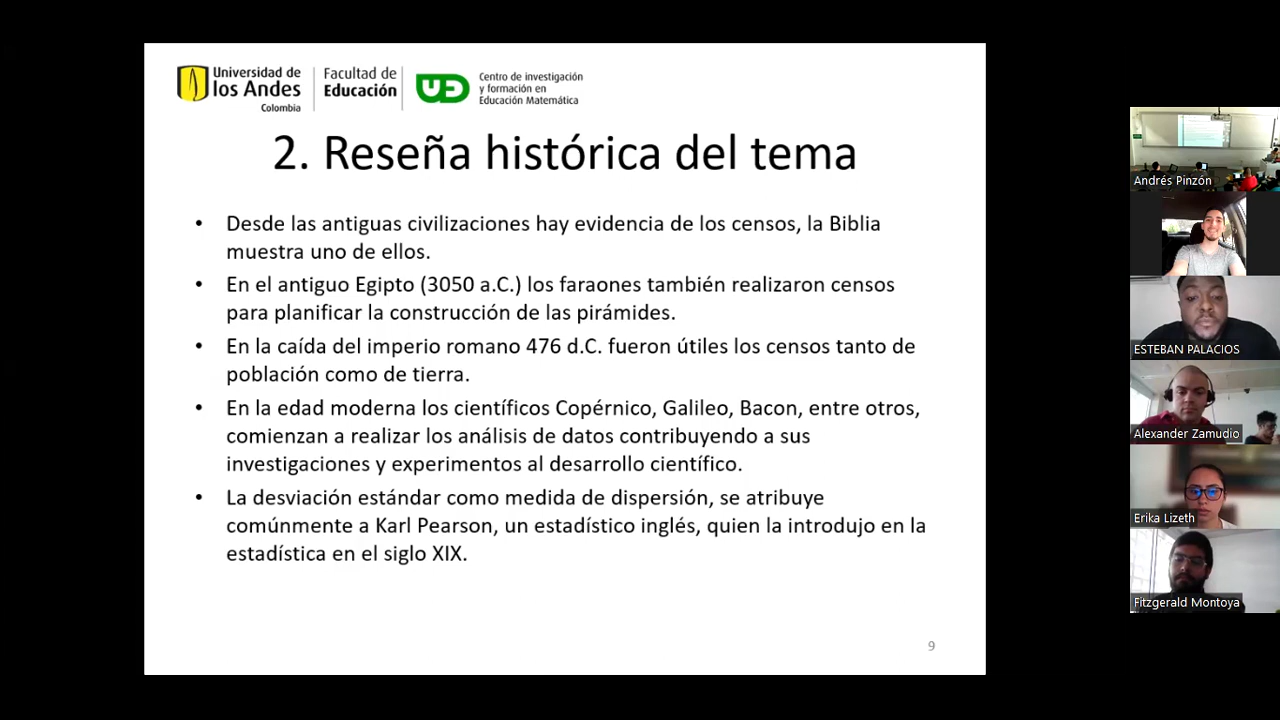 Universidad de
los Andes
Colombia
Facultad de
Educación
UD
Centro de investigación
y formación en
Educación Matemática
2. Reseña histórica del tema
• Desde las antiguas civilizaciones hay evidencia de los censos, la Biblia
muestra uno de ellos.
• En el antiguo Egipto (3050 a.C.) los faraones también realizaron censos
para planificar la construcción de las pirámides.
• En la caída del imperio romano 476 d.C. fueron útiles los censos tanto de
población como de tierra.
• En la edad moderna los científicos Copérnico, Galileo, Bacon, entre otros,
comienzan a realizar los análisis de datos contribuyendo a sus
investigaciones y experimentos al desarrollo científico.
• La desviación estándar como medida de dispersión, se atribuye
comúnmente a Karl Pearson, un estadístico inglés, quien la introdujo en la
estadística en el siglo XIX.
9
Andrés Pinzón
ESTEBAN PALACIOS
Alexander Zamudio
Erika Lizeth
Fitzgerald Montoya